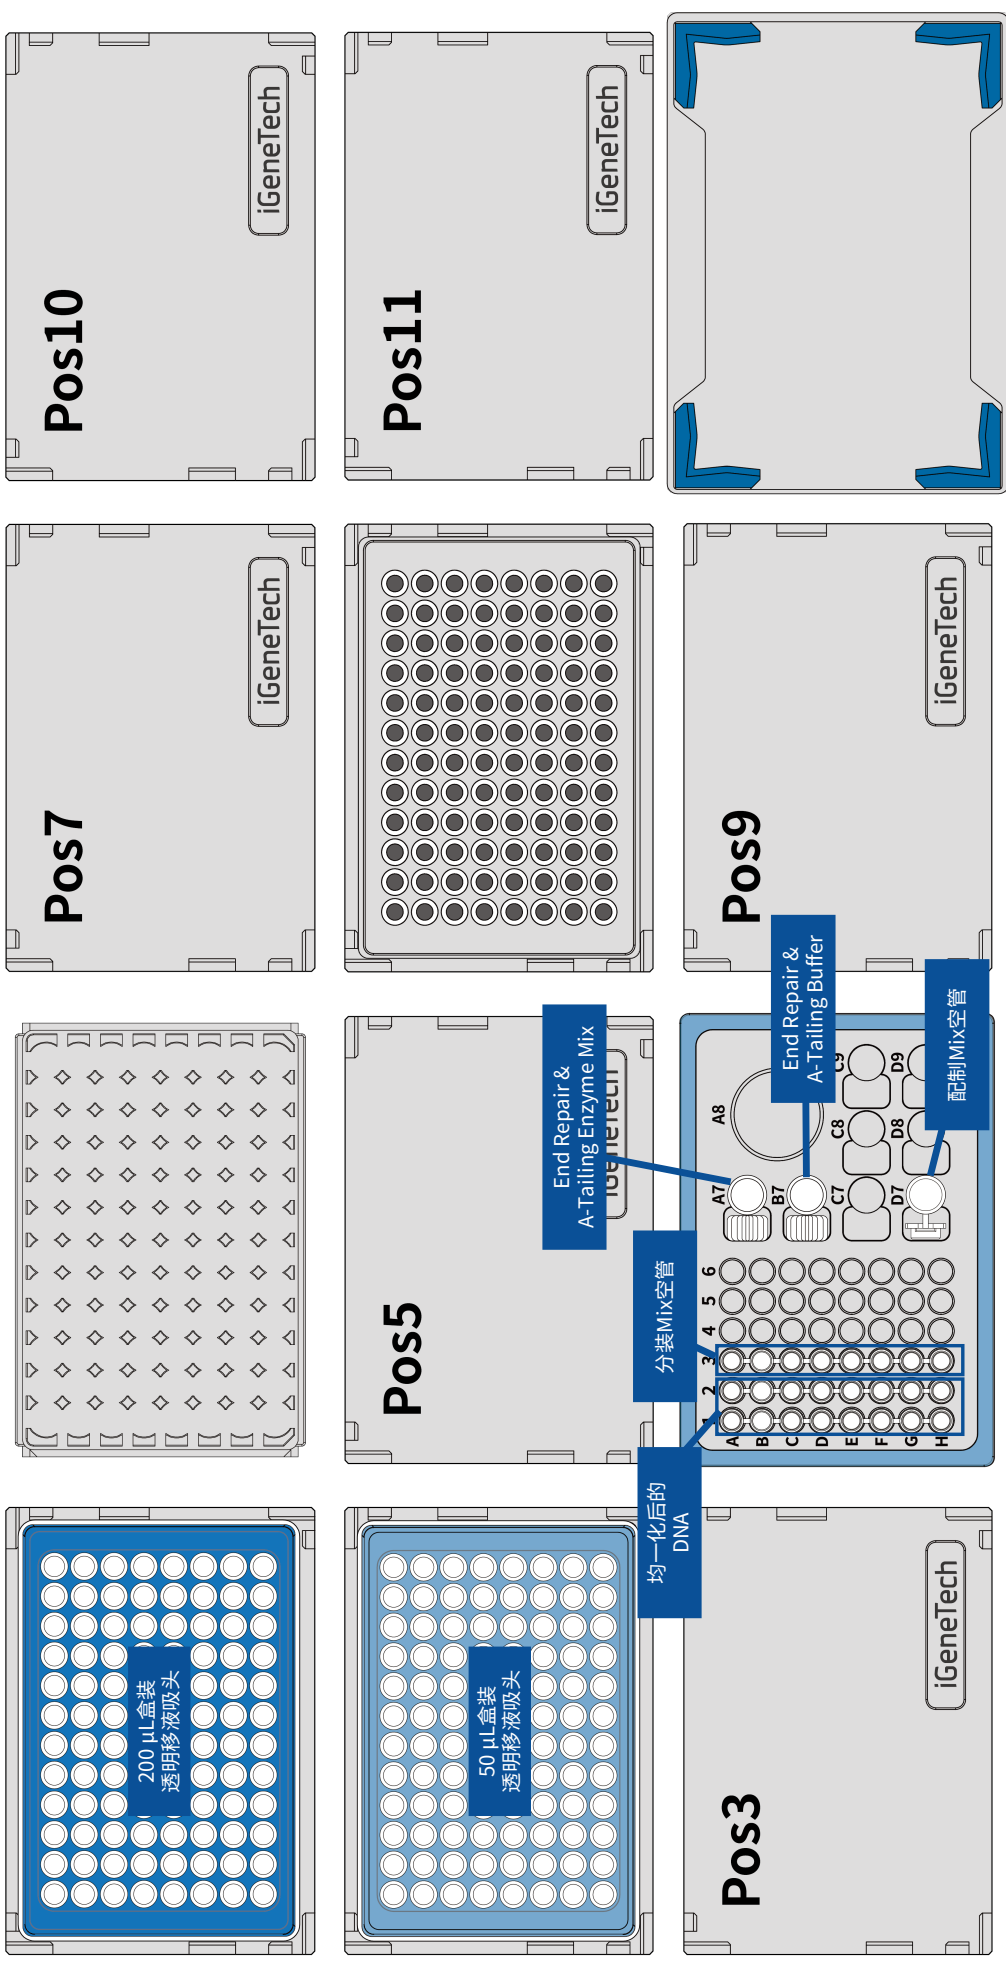 200 µL盒装
透明移液吸头
Pos7
iGeneTech
Pos10
iGeneTech
50 µL盒装
透明移液吸头
Pos5
iGeneTech
End Repair &
A-Tailing Enzyme Mix
Pos11
iGeneTech
Pos3
iGeneTech
均一化后的
DNA
分装Mix空管
1 2 3 4 5 6
A
B
C
D
E
F
G
H
A7 A8
B7
C7 C8 C9
D7 D8 D9
End Repair &
A-Tailing Buffer
配制Mix空管
Pos9
iGeneTech